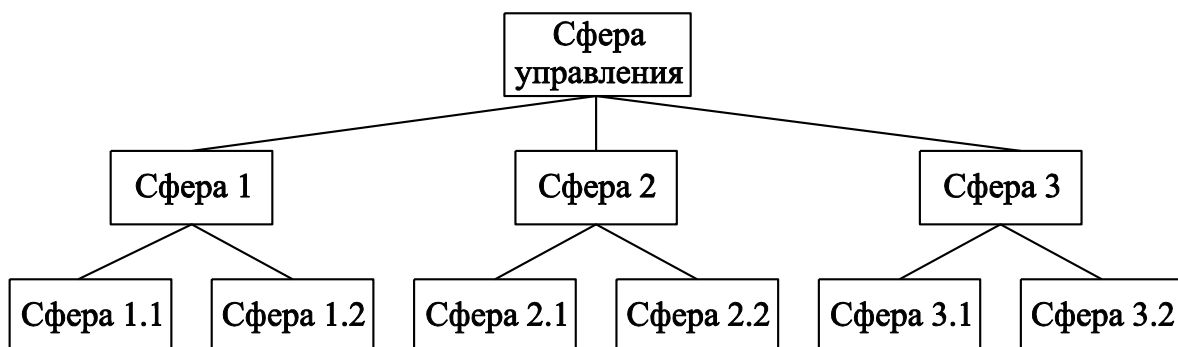 Сфера
управления
Сфера 1
Сфера 2
Сфера 3
Сфера 1.1
Сфера 1.2
Сфера 2.1
Сфера 2.2
Сфера 3.1
Сфера 3.2